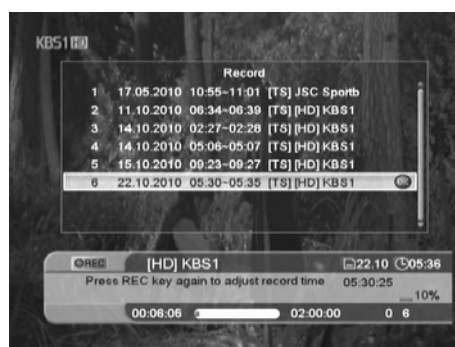 KBS1 HD
Record
1 17.05.2010 10:55~11:01 [TS] JSC Sportb
2 11.10.2010 06:34~06:39 [TS] [HD] KBS1
3 14.10.2010 02:27~02:28 [TS] [HD] KBS1
4 14.10.2010 05:06~05:07 [TS] [HD] KBS1
5 15.10.2010 09:23~09:27 [TS] [HD] KBS1
6 22.10.2010 05:30~05:35 [TS] [HD] KBS1 OK
REC [HD] KBS1 22.10 05:36
Press REC key again to adjust record time 05:30:25
10%
00:06:06 02:00:00 0 6